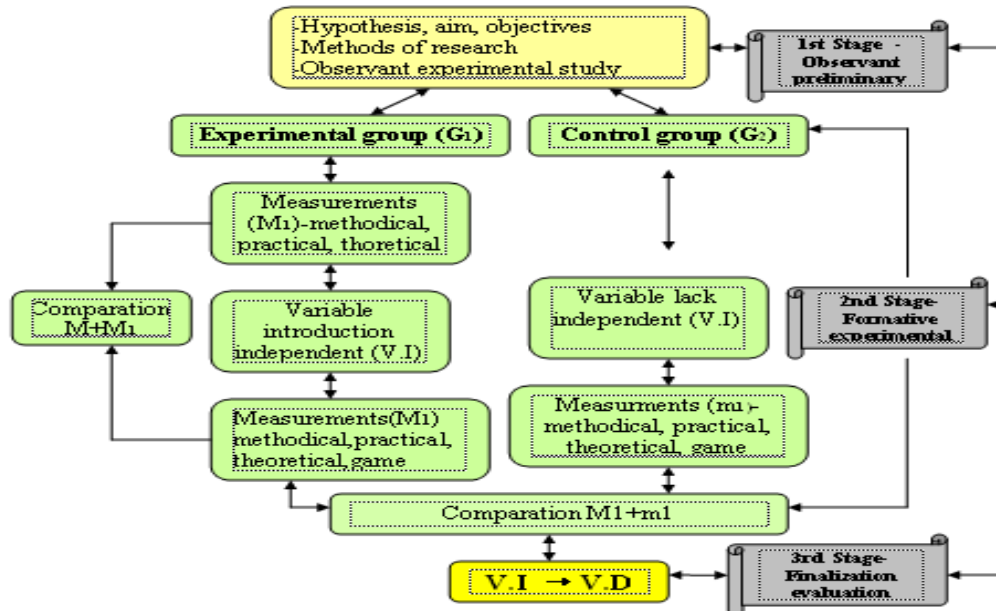 -Hypothesis, aim, objectives
-Methods of research
-Observant experimental study
1st Stage -
Observant
preliminary
Experimental group (G1)
Control group (G2)
Measurements
(M1)-methodical,
practical, thoretical
Comparation
M+M1
Variable
introduction
independent (V.I)
Variable lack
independent (V.I)
2nd Stage-
Formative
experimental
Measurements(M1)
methodical,practical,
theoretical,game
Measurments (m1)-
methodical, practical,
theoretical, game
Comparation M1+m1
V.I → V.D
3rd Stage-
Finalization
evaluation